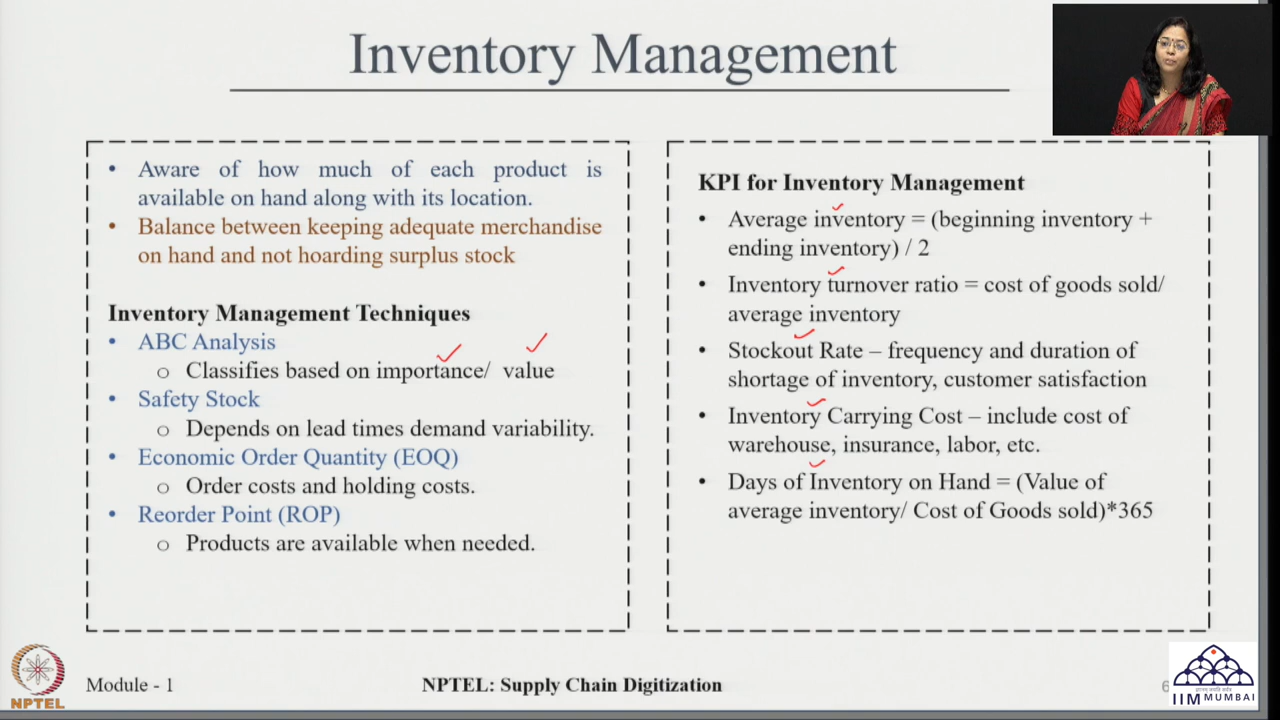 Inventory Management
• Aware of how much of each product is
available on hand along with its location.
• Balance between keeping adequate merchandise
on hand and not hoarding surplus stock
Inventory Management Techniques
• ABC Analysis
o Classifies based on importance/ value
• Safety Stock
o Depends on lead times demand variability.
• Economic Order Quantity (EOQ)
o Order costs and holding costs.
• Reorder Point (ROP)
o Products are available when needed.
KPI for Inventory Management
• Average inventory = (beginning inventory +
ending inventory) / 2
• Inventory turnover ratio = cost of goods sold/
average inventory
• Stockout Rate – frequency and duration of
shortage of inventory, customer satisfaction
• Inventory Carrying Cost – include cost of
warehouse, insurance, labor, etc.
• Days of Inventory on Hand = (Value of
average inventory/ Cost of Goods sold)*365
NPTEL
Module - 1
NPTEL: Supply Chain Digitization
IIM MUMBAI